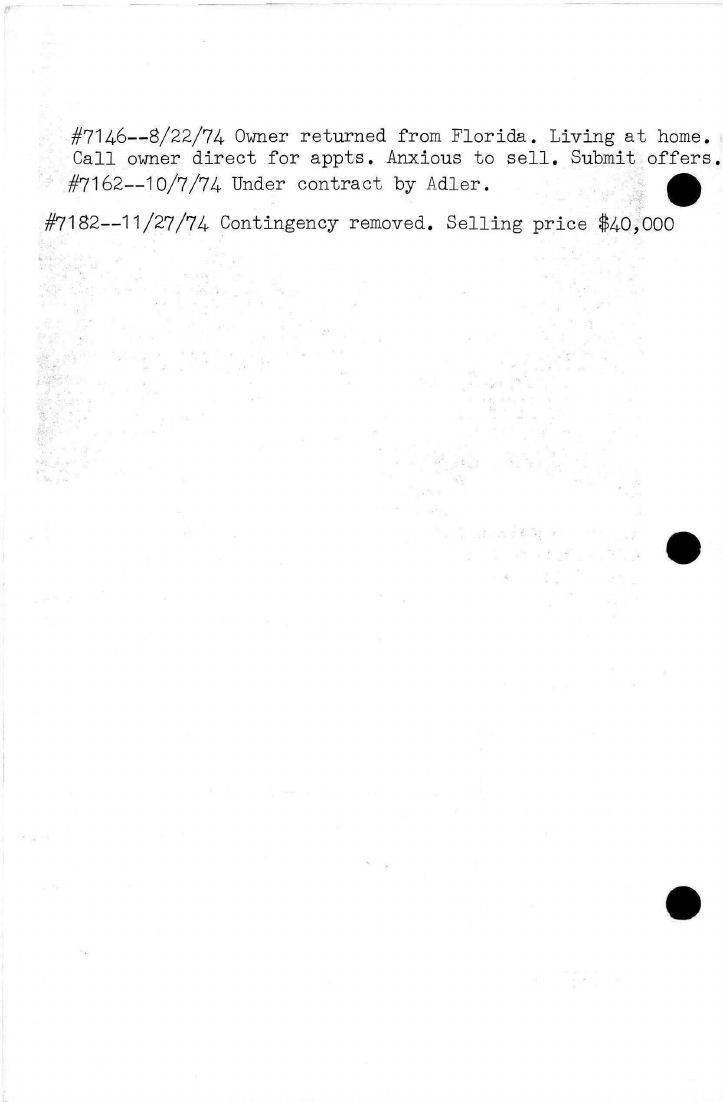 #7146--8/22/74 Owner returned from Florida. Living at home.
Call owner direct for appts. Anxious to sell. Submit offers.
#7162--10/7/74 Under contract by Adler.
#7182--11/27/74 Contingency removed. Selling price $40,000